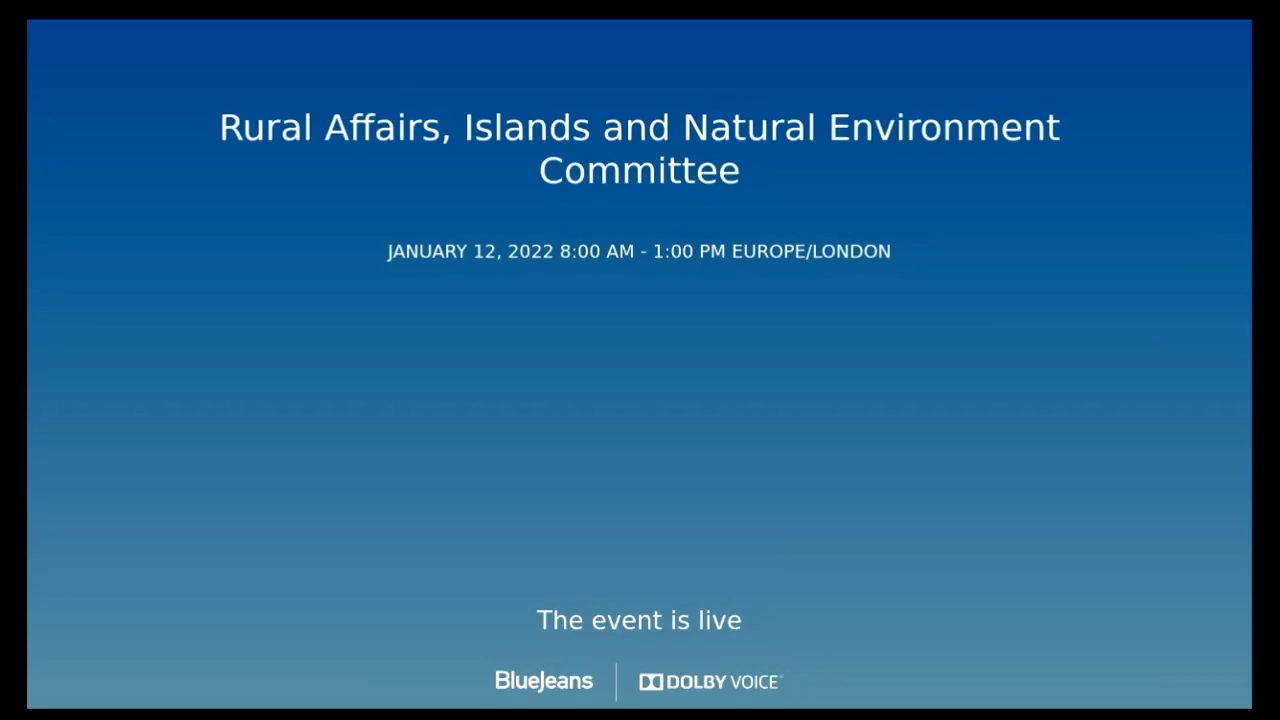 Rural Affairs, Islands and Natural Environment
Committee
JANUARY 12, 2022 8:00 AM - 1:00 PM EUROPE/LONDON
The event is live
BlueJeans DOLBY VOICE